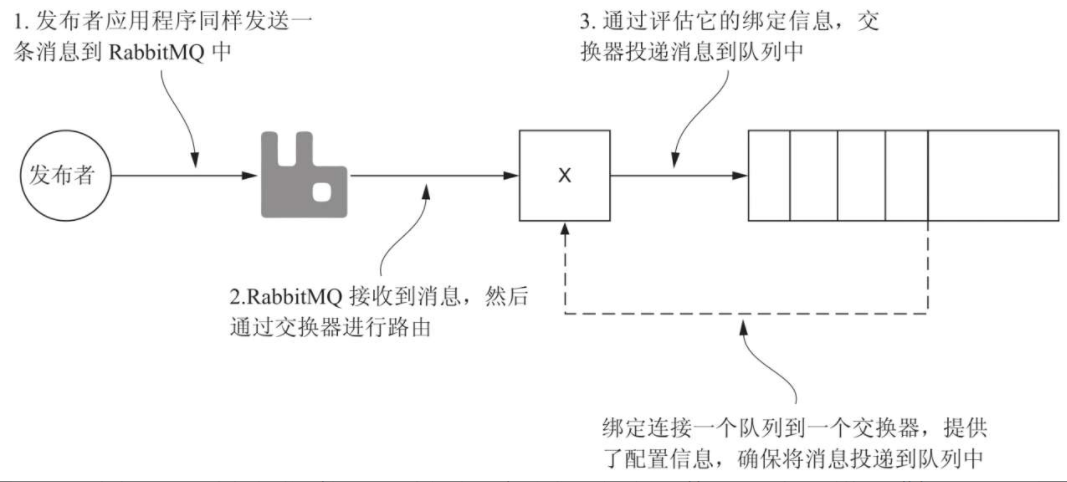 1. 发布者应用程序同样发送一
条消息到 RabbitMQ 中
3. 通过评估它的绑定信息，交
换器投递消息到队列中
发布者
X
2.RabbitMQ 接收到消息，然后
通过交换器进行路由
绑定连接一个队列到一个交换器，提供
了配置信息，确保将消息投递到队列中